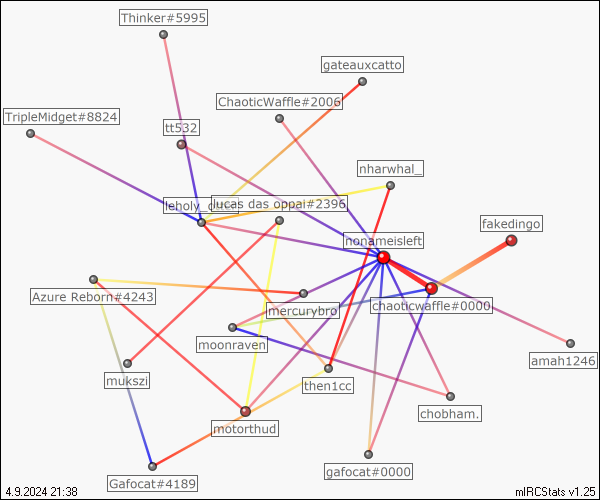 Thinker#5995
gateauxcatto
ChaoticWaffle#2006
TripleMidget#8824
tt532
nharwhal_
lucas das oppai#2396
fakedingo
nonameisleft
Azure Reborn#4243
mercurybro
chaoticwaffle#0000
moonraven
amah1246
mukszi
then1cc
chobham.
motorthud
gafocat#0000
Gafocat#4189
4.9.2024 21:38
mIRCStats v1.25